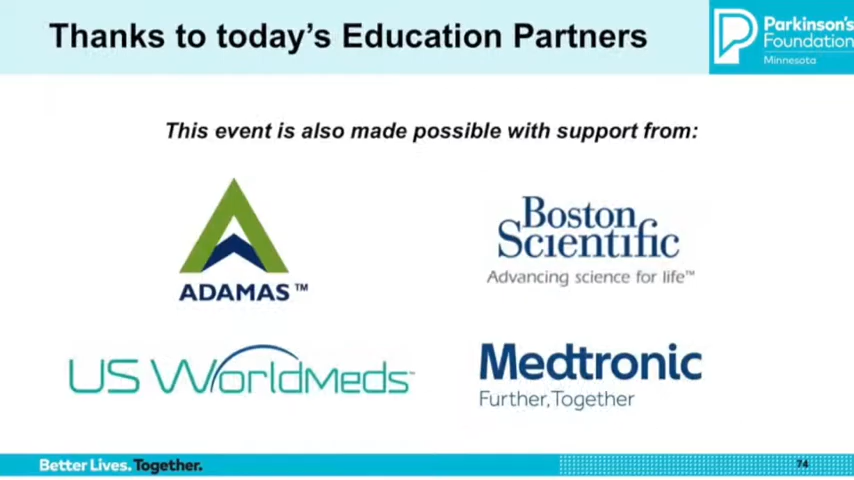 Thanks to today's Education Partners
Parkinson's
Foundation
Minnesota
This event is also made possible with support from:
ADAMAS™
Boston
Scientific
Advancing science for life™
US WorldMeds™
Medtronic
Further, Together
Better Lives. Together.
74